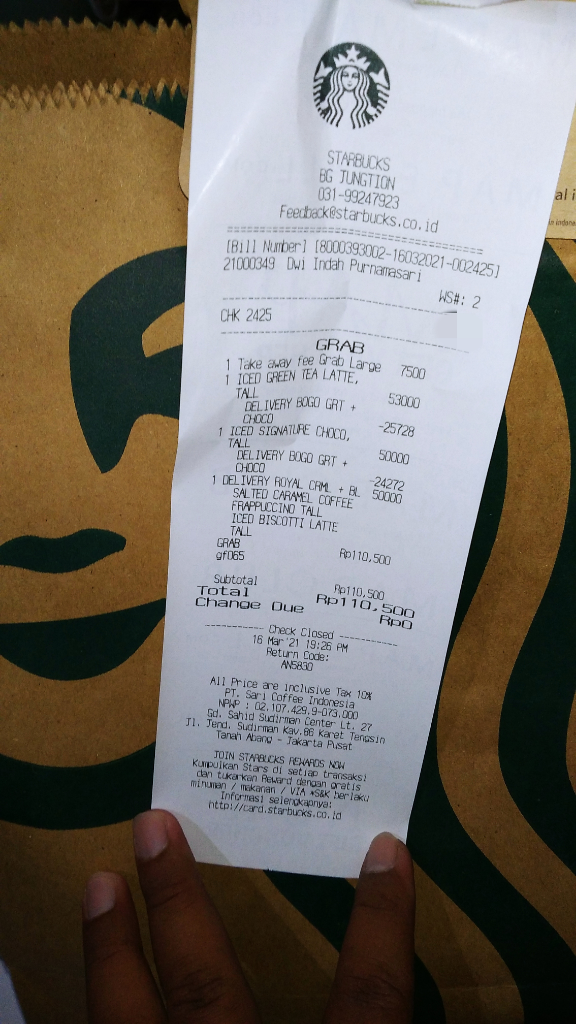 STARBUCKS
BG JUNGTION
031-99247923
Feedback@starbucks.co.id
[Bill Number] [8000393002-16032021-002425]
21000349 Dwi Indah Purnamasari
WS#: 2
CHK 2425
GRAB
1 Take away fee Grab Large 7500
1 ICED GREEN TEA LATTE,
TALL 53000
DELIVERY BOGO GRT +
CHOCO -25728
1 ICED SIGNATURE CHOCO,
TALL 50000
DELIVERY BOGO GRT +
CHOCO -24272
1 DELIVERY ROYAL CRML + BL 50000
SALTED CARAMEL COFFEE
FRAPPUCCINO TALL
ICED BISCOTTI LATTE
TALL
GRAB Rp110,500
gf065
Subtotal Rp110,500
Total Rp110,500
Change Due Rp0
Check Closed
16 Mar'21 19:26 PM
Return Code:
AN5830
All Price are inclusive Tax 10%
PT. Sari Coffee Indonesia
NPWP : 02.107.429.9-073.000
Gd. Sahid Sudirman Center Lt. 27
Jl. Jend. Sudirman Kav.86 Karet Tengsin
Tanah Abang - Jakarta Pusat
JOIN STARBUCKS REWARDS NOW
Kumpulkan Stars di setiap transaksi
dan tukarkan Reward dengan gratis
minuman / makanan / VIA *S&K berlaku
Informasi selengkapnya:
http://card.starbucks.co.id